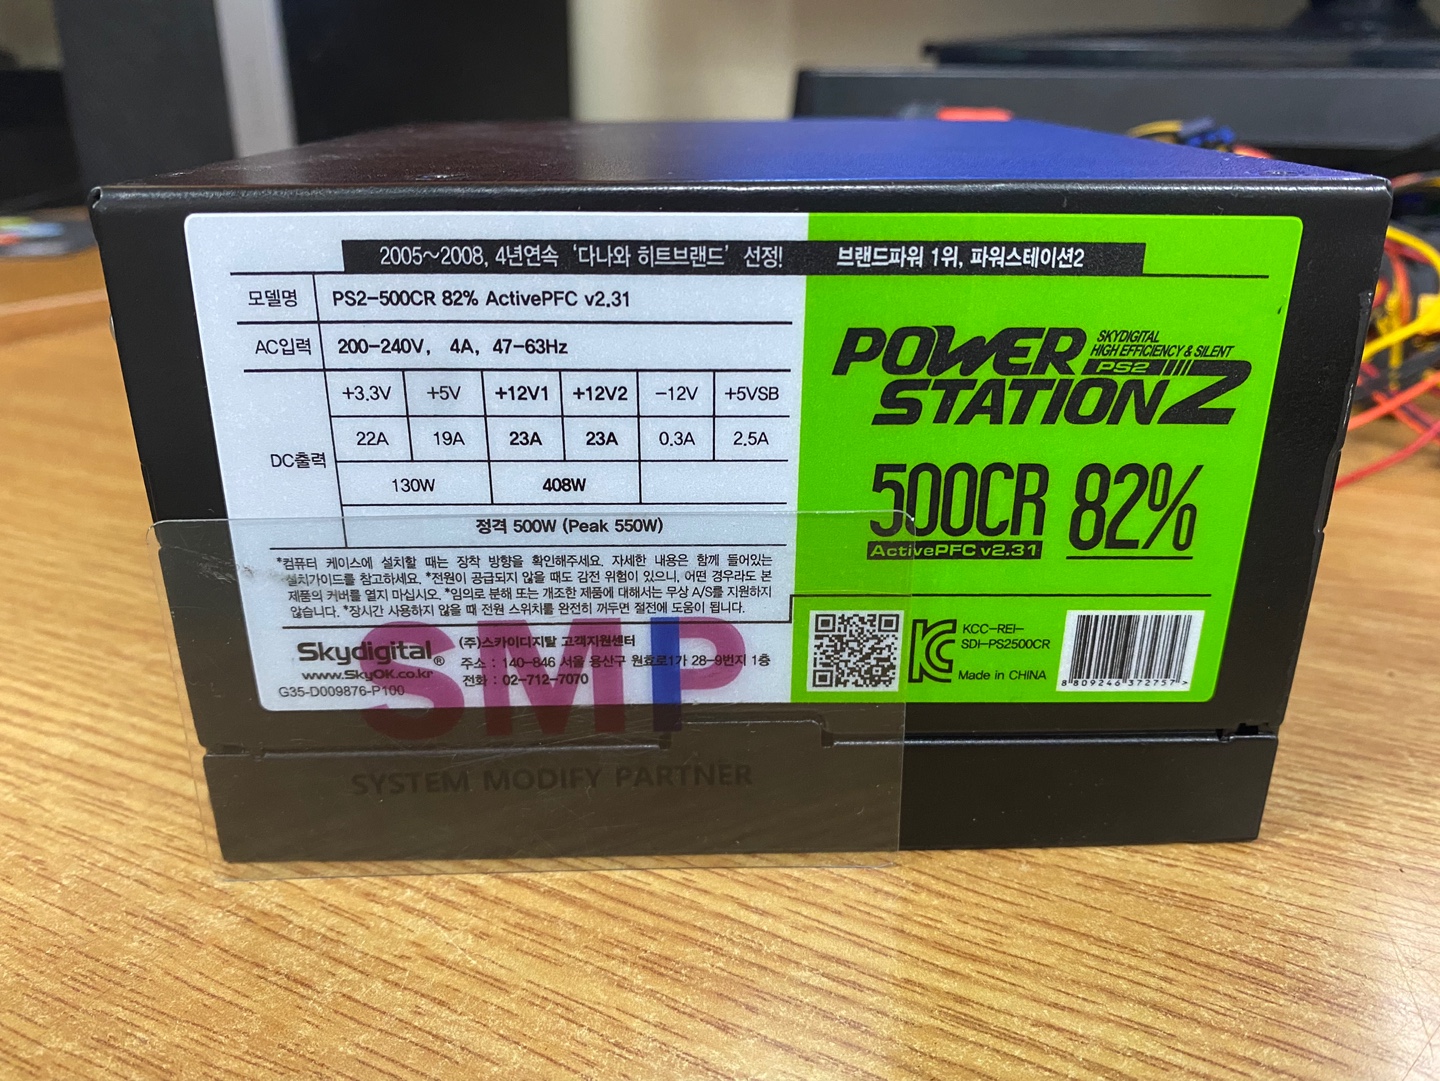 2005~2008, 4년연속 '다나와 히트브랜드' 선정! 브랜드파워 1위, 파워스테이션2
모델명 PS2-500CR 82% ActivePFC v2.31
AC입력 200-240V, 4A, 47-63Hz
DC출력
+3.3V +5V +12V1 +12V2 -12V +5VSB
22A 19A 23A 23A 0.3A 2.5A
130W 408W
정격 500W (Peak 550W)
*컴퓨터 케이스에 설치할 때는 장착 방향을 확인해주세요. 자세한 내용은 함께 들어있는
설치가이드를 참고하세요. *전원이 공급되지 않을 때도 감전 위험이 있으니, 어떤 경우라도 본
제품의 커버를 열지 마십시오. *임의로 분해 또는 개조한 제품에 대해서는 무상 A/S를 지원하지
않습니다. *장시간 사용하지 않을 때 전원 스위치를 완전히 꺼두면 절전에 도움이 됩니다.
Skydigital®
www.SkyOK.co.kr
G35-D009876-P100
(주)스카이디지탈 고객지원센터
주소 : 140-846 서울 용산구 원효로1가 28-9번지 1층
전화 : 02-712-7070
POWER
STATION2
SKYDIGITAL
HIGH EFFICIENCY & SILENT
PS2
500CR 82%
ActivePFC v2.31
KC
KCC-REI-
SDI-PS2500CR
Made in CHINA
8 809246 372757 >
SMP
SYSTEM MODIFY PARTNER